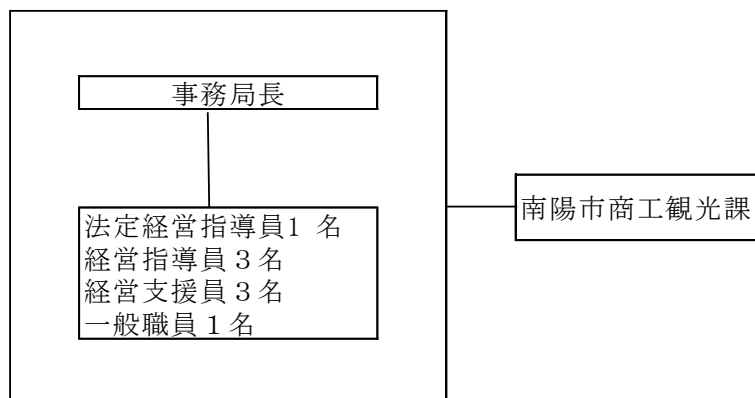 事務局長
法定経営指導員1 名
経営指導員３名
経営支援員３名
一般職員１名
南陽市商工観光課